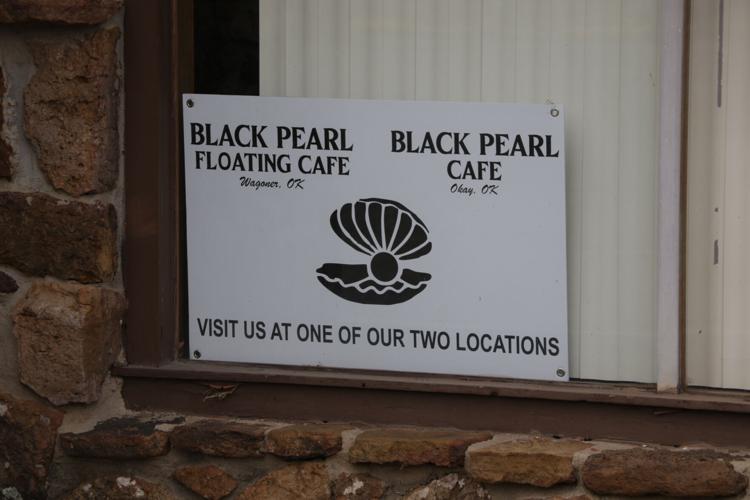 BLACK PEARL
FLOATING CAFE
Wagoner, OK
BLACK PEARL
CAFE
Okay, OK
VISIT US AT ONE OF OUR TWO LOCATIONS